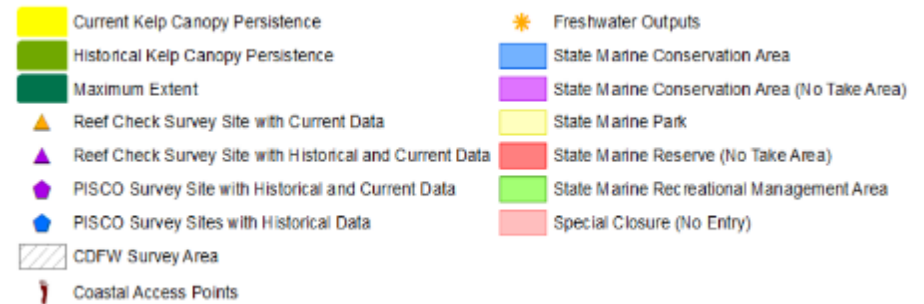 Current Kelp Canopy Persistence
Historical Kelp Canopy Persistence
Maximum Extent
Reef Check Survey Site with Current Data
Reef Check Survey Site with Historical and Current Data
PISCO Survey Site with Historical and Current Data
PISCO Survey Sites with Historical Data
CDFW Survey Area
Coastal Access Points
Freshwater Outputs
State Marine Conservation Area
State Marine Conservation Area (No Take Area)
State Marine Park
State Marine Reserve (No Take Area)
State Marine Recreational Management Area
Special Closure (No Entry)